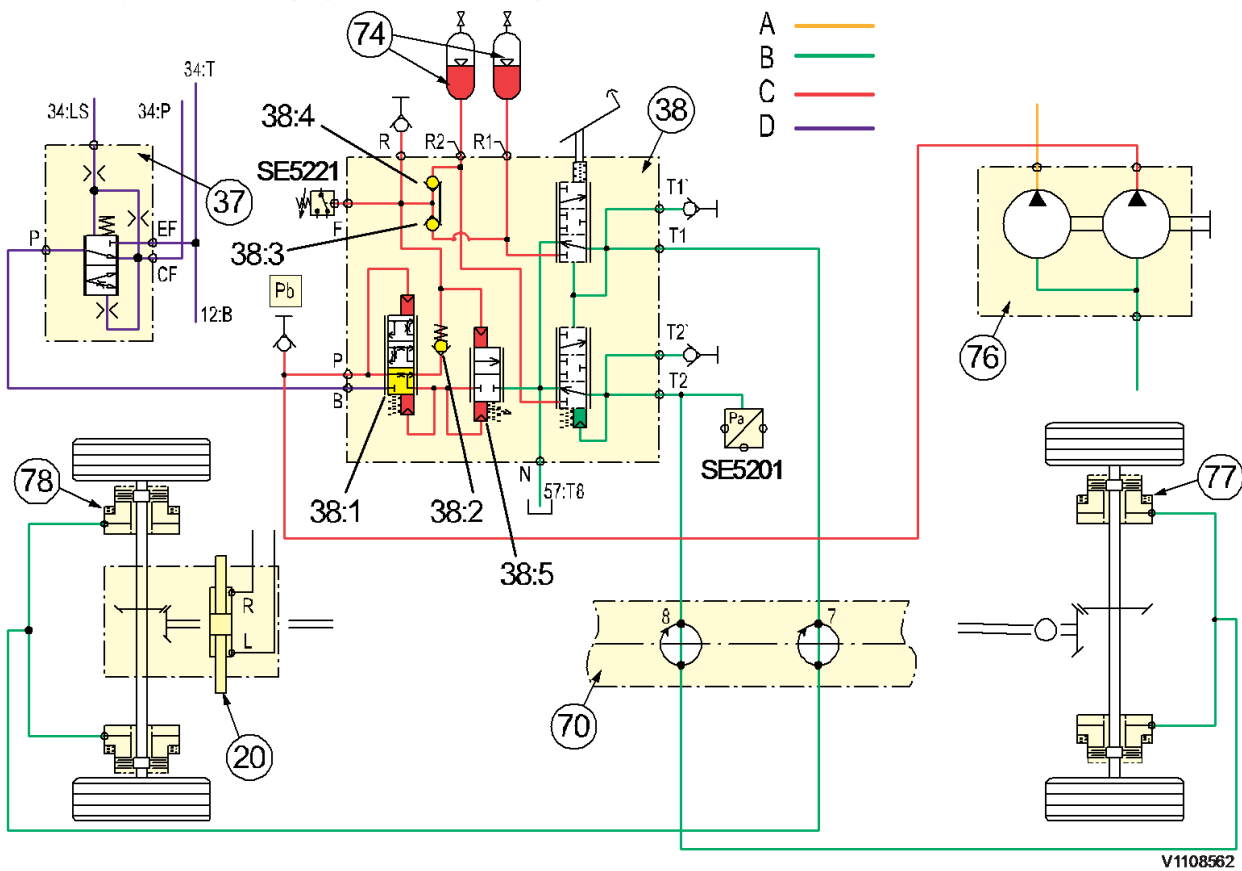 A
B
C
D
74
34:T
34:LS
34:P
38:4
38
R
R2
R1
SE5221
37
T1`
T1
F
P
EF
CF
38:3
Pb
12:B
76
T2`
P
B
T2
Pa
SE5201
N
57:T8
78
77
38:1
38:2
38:5
R
L
8
7
70
20
V1108562